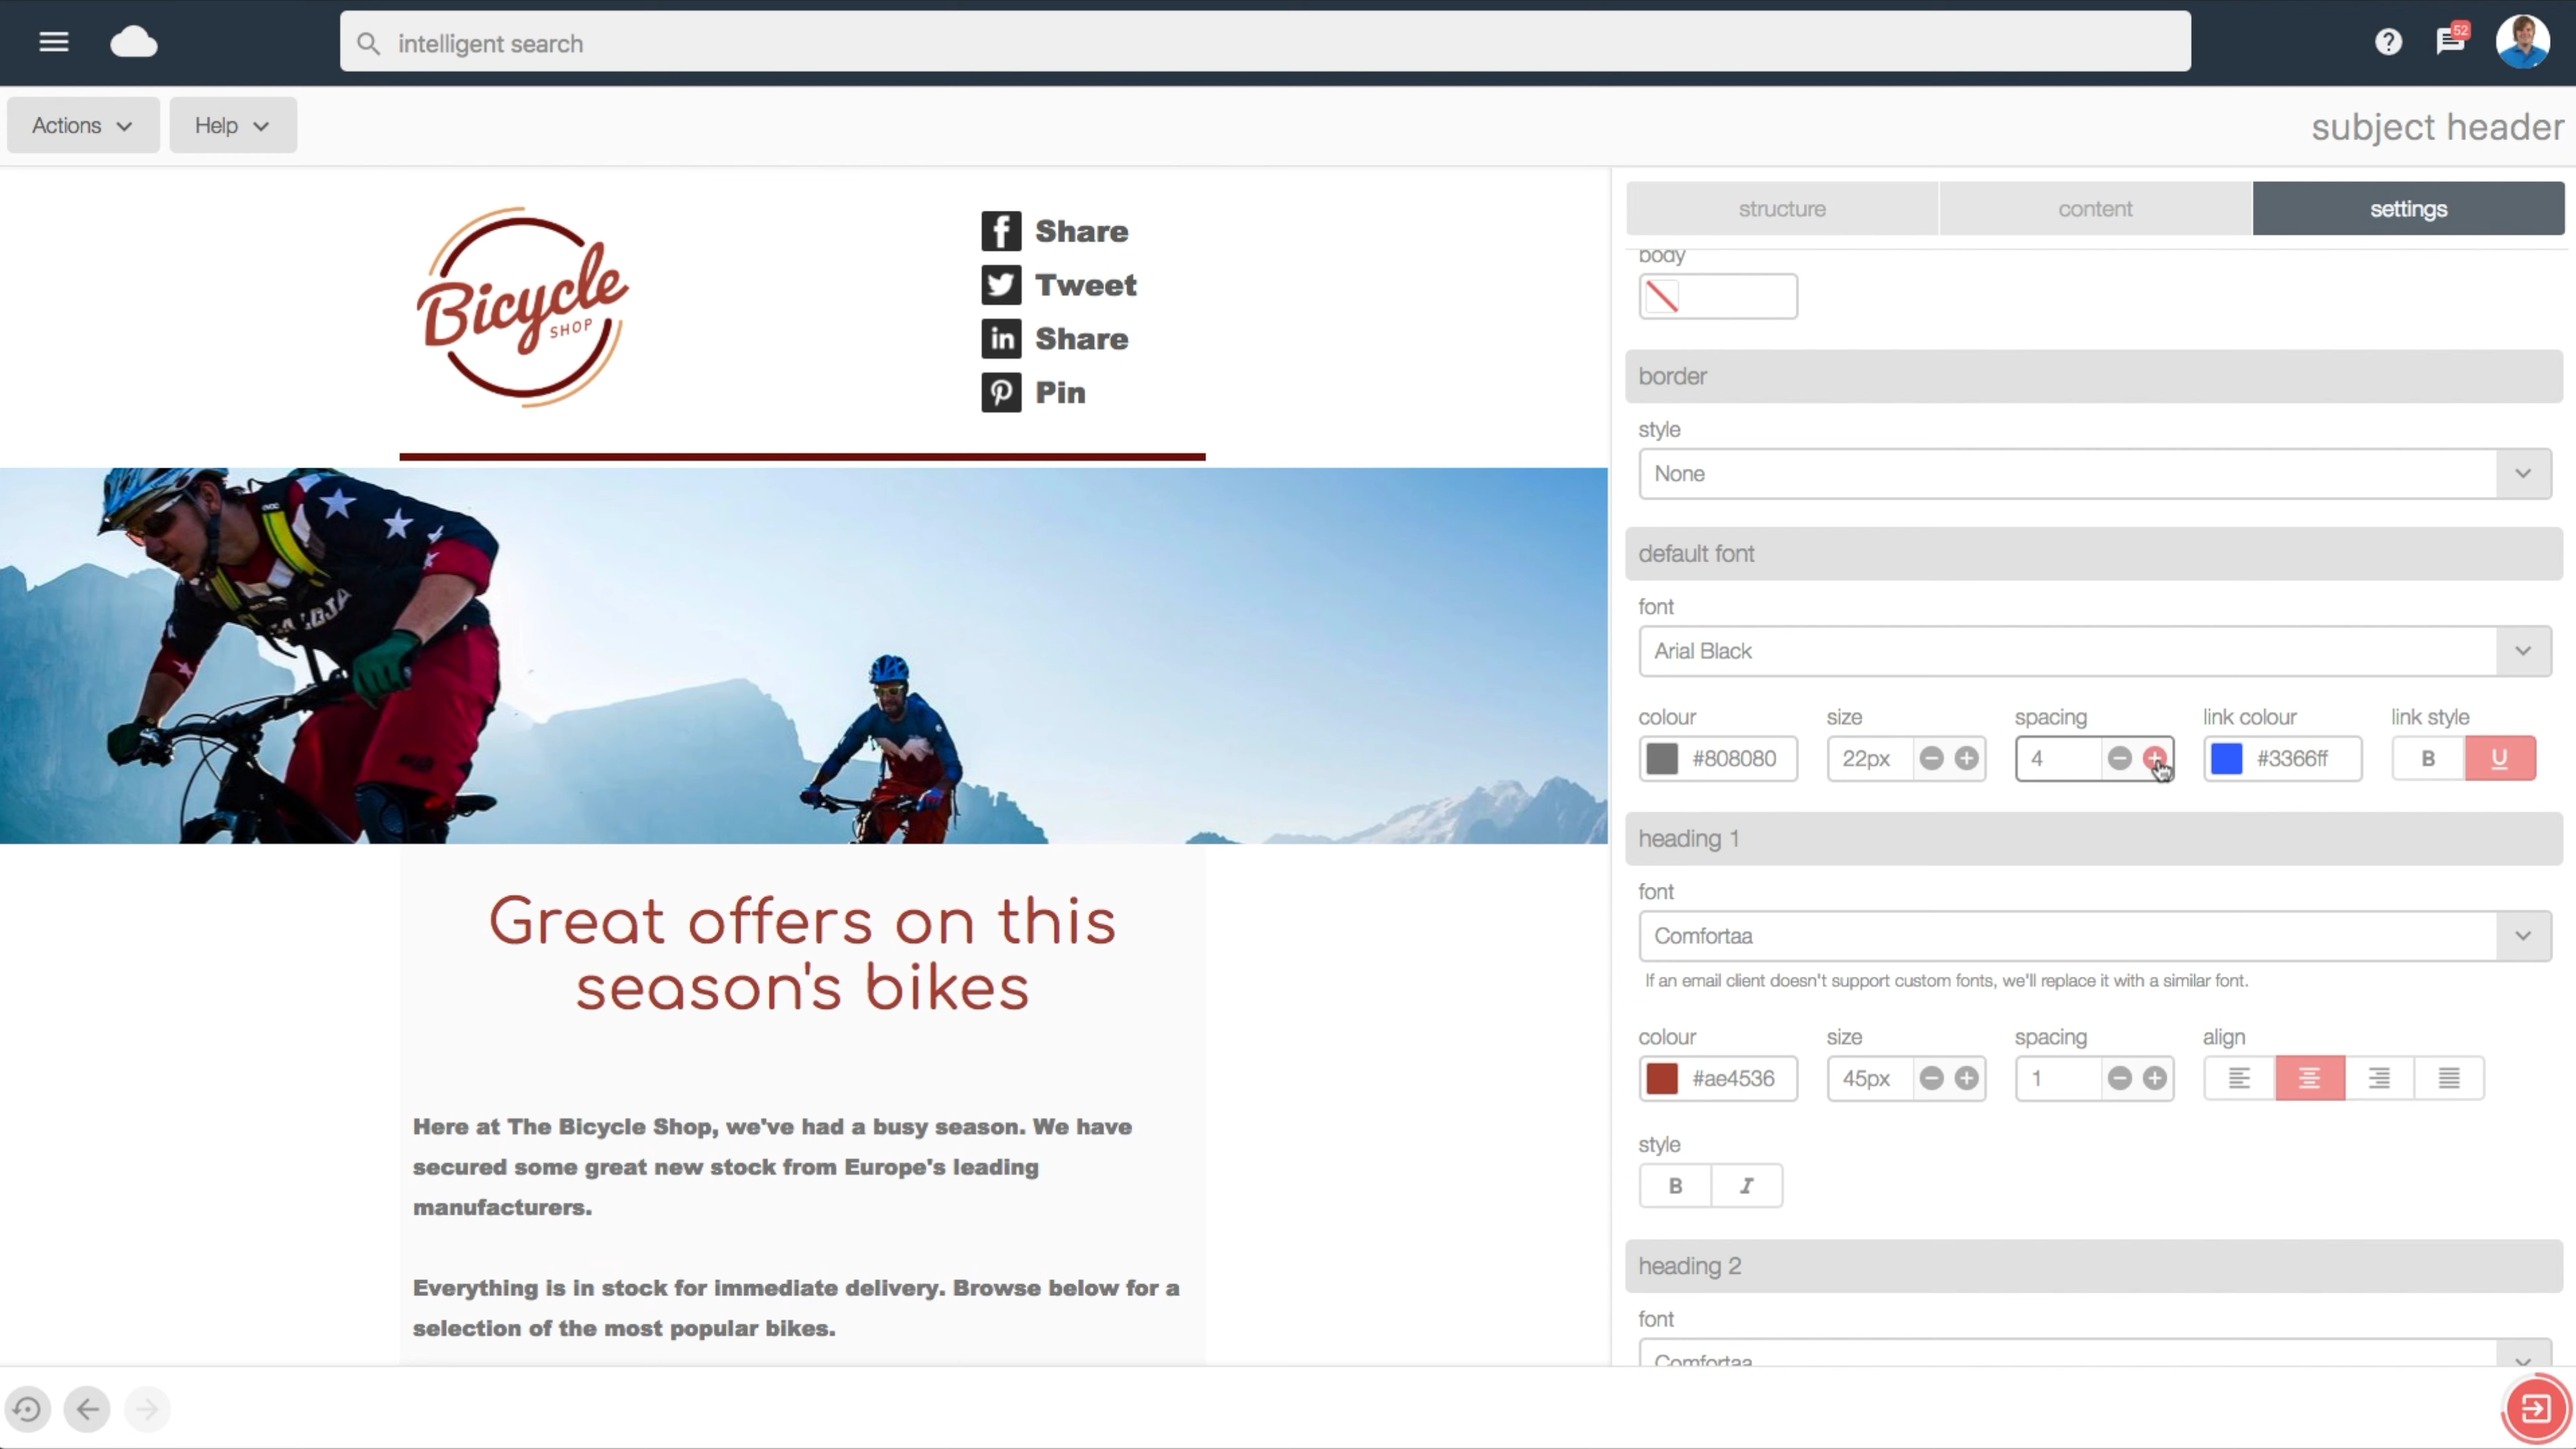 intelligent search
52
Actions
Help
subject header
Bicycle
SHOP
Share
Tweet
Share
Pin
Great offers on this
season's bikes
Here at The Bicycle Shop, we've had a busy season. We have
secured some great new stock from Europe's leading
manufacturers.
Everything is in stock for immediate delivery. Browse below for a
selection of the most popular bikes.
structure content settings
body
border
style
None
default font
font
Arial Black
colour size spacing link colour link style
#808080 22px 4 #3366ff B U
heading 1
font
Comfortaa
If an email client doesn't support custom fonts, we'll replace it with a similar font.
colour size spacing align
#ae4536 45px 1
style
B I
heading 2
font
Comfortaa